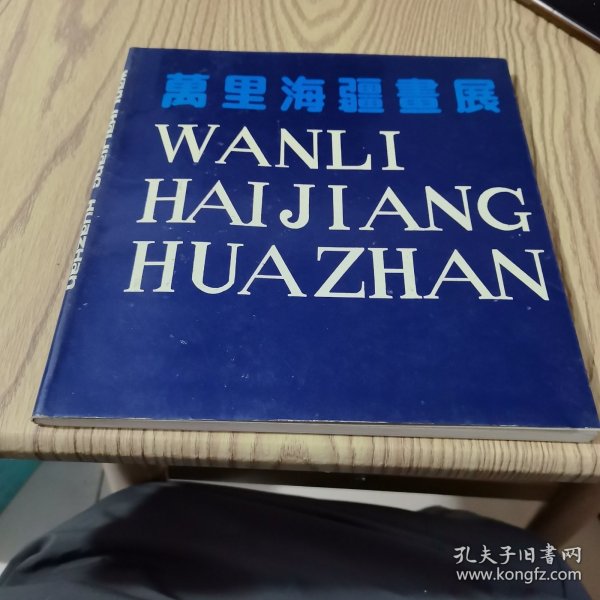 萬里海疆畫展
WANLI
HAIJIANG
HUAZHAN
WANLI HAIJIANG HUAZHAN
孔夫子旧書网
www.kongfz.com